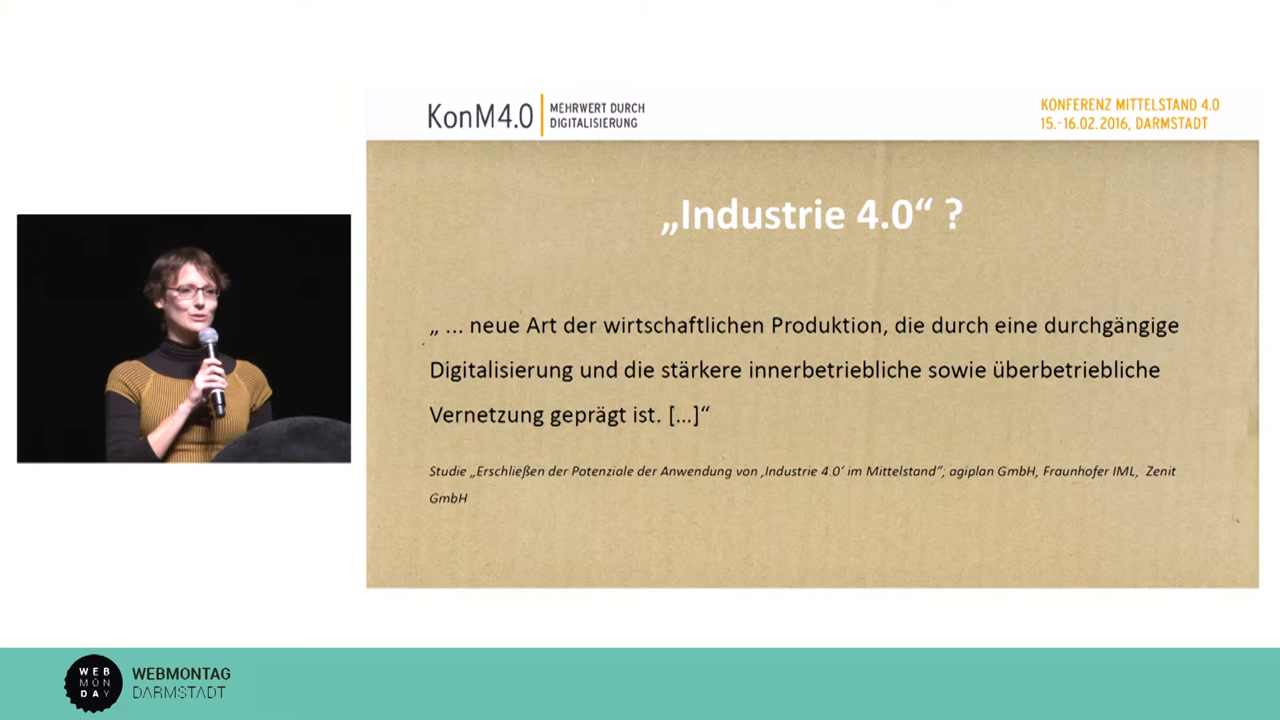 KonM4.0
MEHRWERT DURCH
DIGITALISIERUNG
KONFERENZ MITTELSTAND 4.0
15.-16.02.2016, DARMSTADT
„Industrie 4.0“ ?
„ ... neue Art der wirtschaftlichen Produktion, die durch eine durchgängige
Digitalisierung und die stärkere innerbetriebliche sowie überbetriebliche
Vernetzung geprägt ist. [...]“
Studie „Erschließen der Potenziale der Anwendung von ‚Industrie 4.0‘ im Mittelstand“; agiplan GmbH, Fraunhofer IML, Zenit
GmbH
WEB
MON
DAY
WEBMONTAG
DARMSTADT